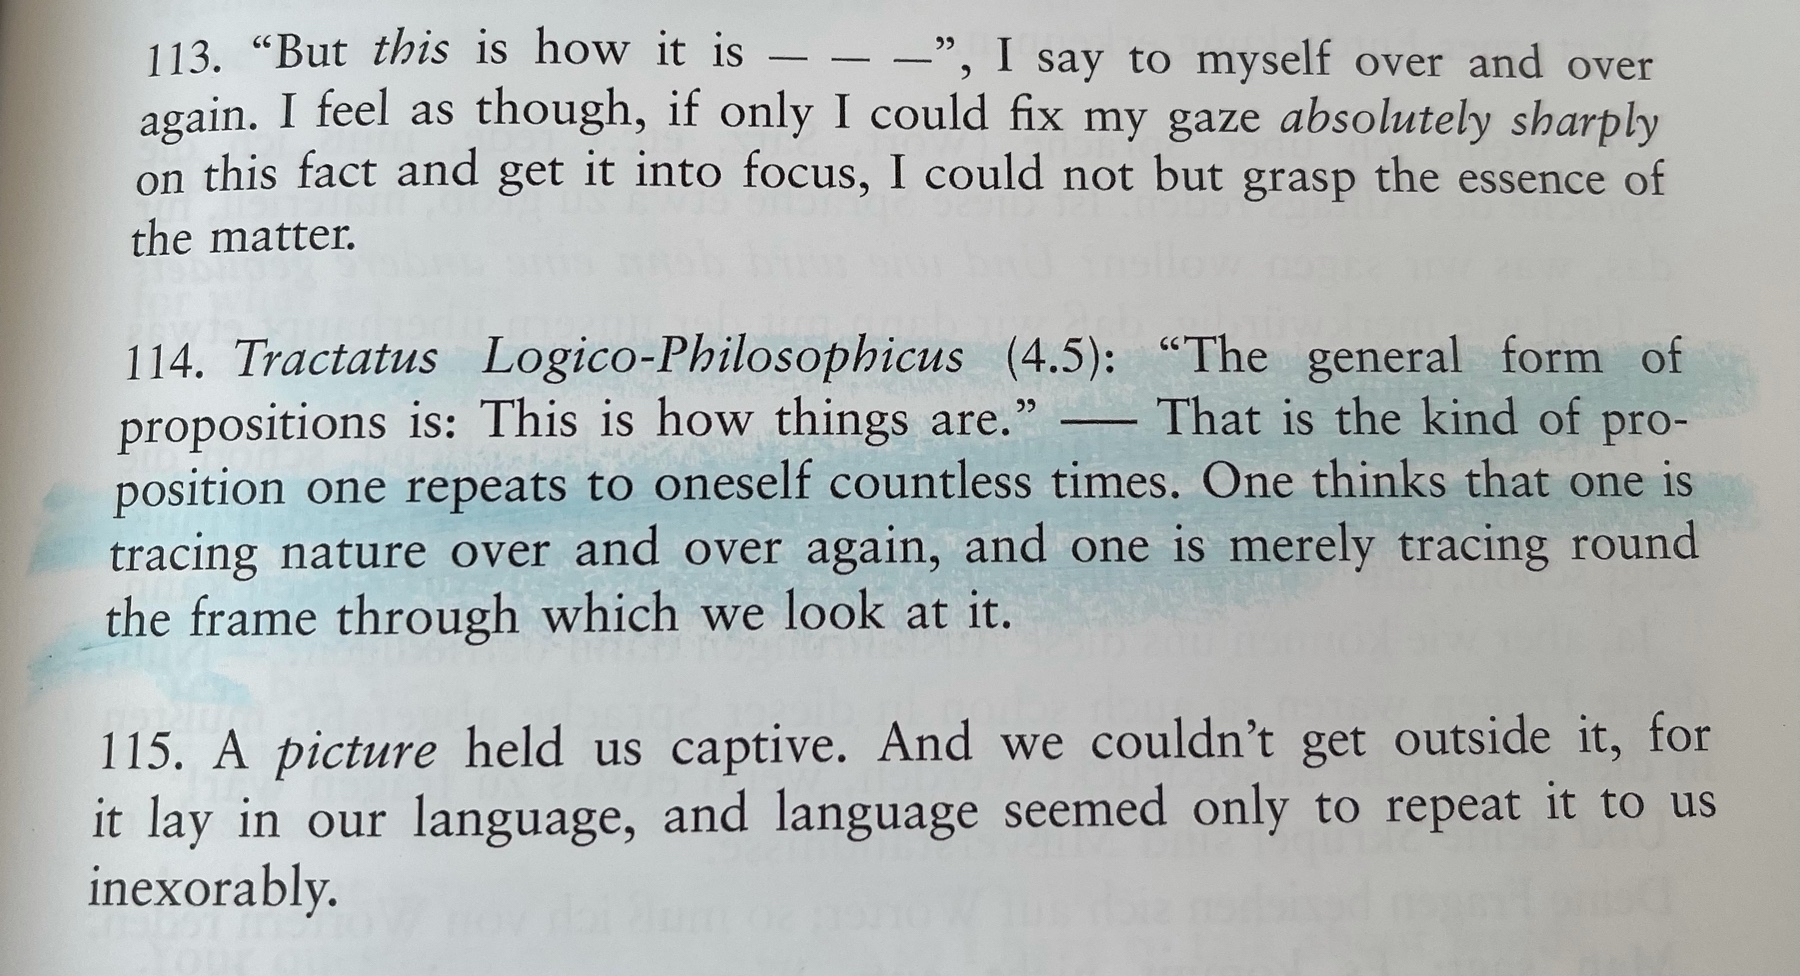 113. “But this is how it is — — —”, I say to myself over and over
again. I feel as though, if only I could fix my gaze absolutely sharply
on this fact and get it into focus, I could not but grasp the essence of
the matter.
114. Tractatus Logico-Philosophicus (4.5): “The general form of
propositions is: This is how things are.” —— That is the kind of pro-
position one repeats to oneself countless times. One thinks that one is
tracing nature over and over again, and one is merely tracing round
the frame through which we look at it.
115. A picture held us captive. And we couldn’t get outside it, for
it lay in our language, and language seemed only to repeat it to us
inexorably.